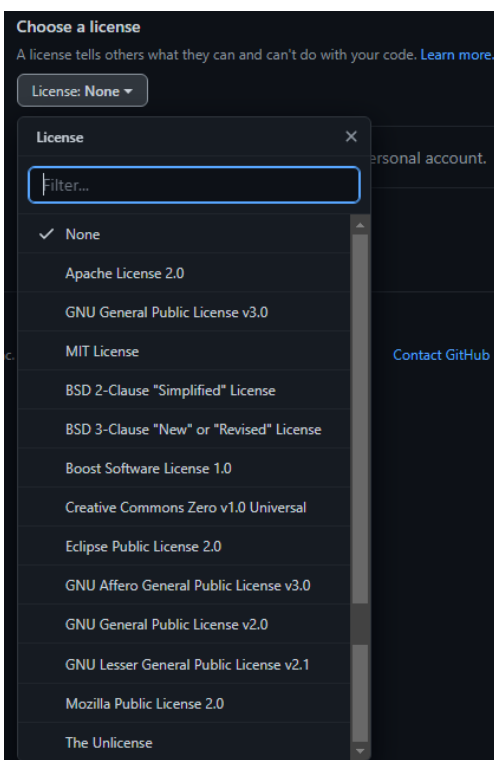 Choose a license
A license tells others what they can and can't do with your code. Learn more.
License: None
License
ersonal account.
Filter...
None
Apache License 2.0
GNU General Public License v3.0
MIT License
c.
Contact GitHub
BSD 2-Clause "Simplified" License
BSD 3-Clause "New" or "Revised" License
Boost Software License 1.0
Creative Commons Zero v1.0 Universal
Eclipse Public License 2.0
GNU Affero General Public License v3.0
GNU General Public License v2.0
GNU Lesser General Public License v2.1
Mozilla Public License 2.0
The Unlicense